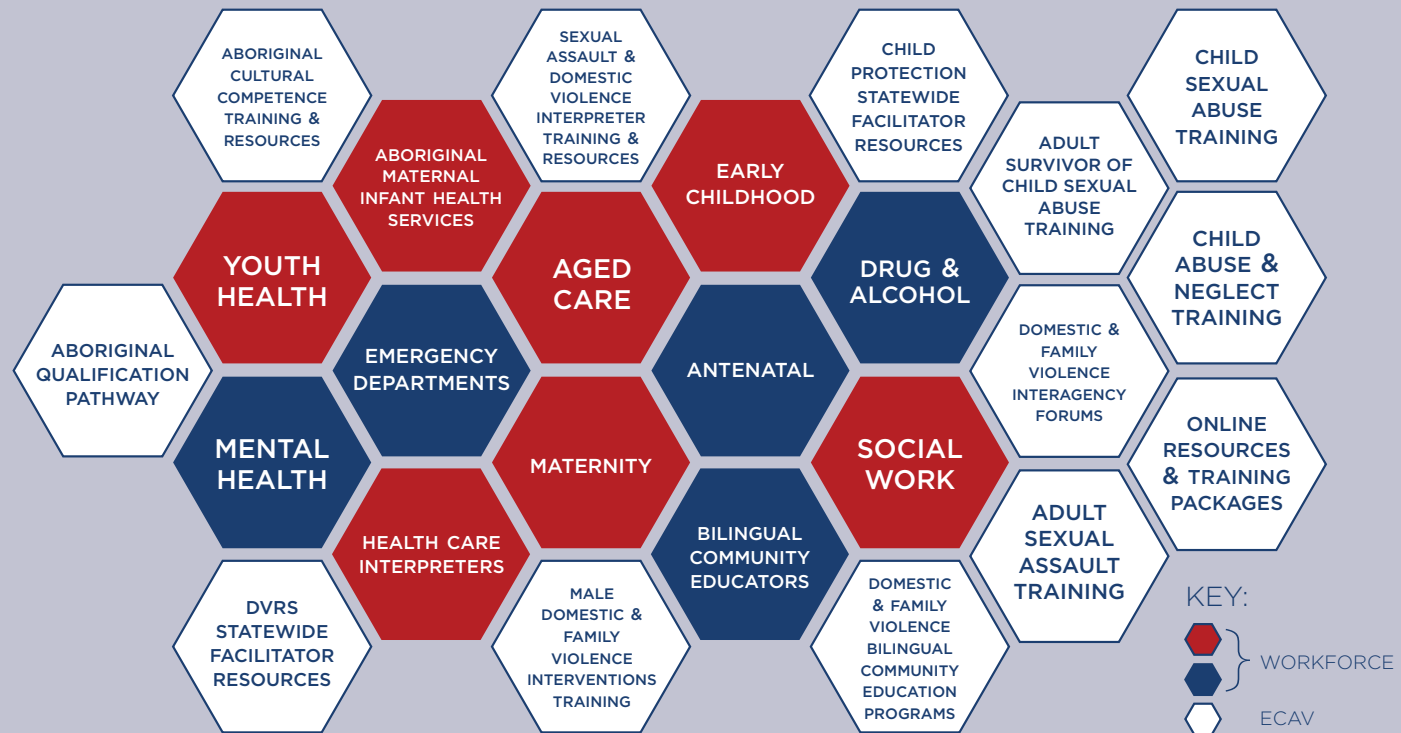 ABORIGINAL
CULTURAL
COMPETENCE
TRAINING &
RESOURCES
SEXUAL
ASSAULT &
DOMESTIC
VIOLENCE
INTERPRETER
TRAINING &
RESOURCES
CHILD
PROTECTION
STATEWIDE
FACILITATOR
RESOURCES
CHILD
SEXUAL
ABUSE
TRAINING
ABORIGINAL
MATERNAL
INFANT HEALTH
SERVICES
EARLY
CHILDHOOD
ADULT
SURVIVOR OF
CHILD SEXUAL
ABUSE
TRAINING
YOUTH
HEALTH
AGED
CARE
DRUG &
ALCOHOL
CHILD
ABUSE &
NEGLECT
TRAINING
ABORIGINAL
QUALIFICATION
PATHWAY
EMERGENCY
DEPARTMENTS
ANTENATAL
DOMESTIC &
FAMILY
VIOLENCE
INTERAGENCY
FORUMS
MENTAL
HEALTH
MATERNITY
SOCIAL
WORK
ONLINE
RESOURCES
& TRAINING
PACKAGES
HEALTH CARE
INTERPRETERS
BILINGUAL
COMMUNITY
EDUCATORS
ADULT
SEXUAL
ASSAULT
TRAINING
DVRS
STATEWIDE
FACILITATOR
RESOURCES
MALE
DOMESTIC &
FAMILY
VIOLENCE
INTERVENTIONS
TRAINING
DOMESTIC
& FAMILY
VIOLENCE
BILINGUAL
COMMUNITY
EDUCATION
PROGRAMS
KEY:
WORKFORCE
ECAV